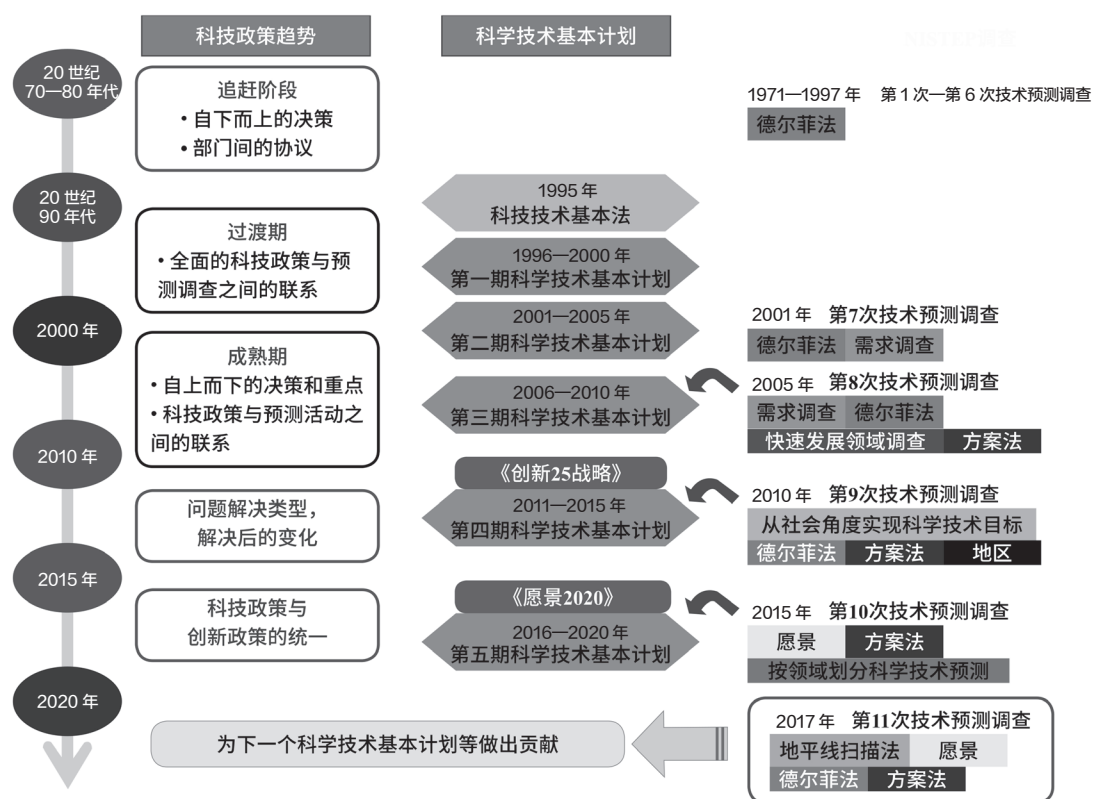 科技政策趋势
科学技术基本计划
NISTEP调查
20 世纪
70—80 年代
追赶阶段
• 自下而上的决策
• 部门间的协议
1971—1997 年 第 1 次—第 6 次技术预测调查
德尔菲法
20 世纪
90 年代
过渡期
• 全面的科技政策与预
测调查之间的联系
1995 年
科技技术基本法
1996—2000 年
第一期科学技术基本计划
2000 年
2001—2005 年
第二期科学技术基本计划
2001 年 第7次技术预测调查
德尔菲法 需求调查
成熟期
• 自上而下的决策和重点
• 科技政策与预测活动之
间的联系
2006—2010 年
第三期科学技术基本计划
2005 年 第8次技术预测调查
需求调查 德尔菲法
快速发展领域调查 方案法
2010 年
《创新25战略》
2011—2015 年
第四期科学技术基本计划
2010 年 第9次技术预测调查
从社会角度实现科学技术目标
德尔菲法 方案法 地区
问题解决类型，
解决后的变化
2015 年
科技政策与
创新政策的统一
《愿景2020》
2016—2020 年
第五期科学技术基本计划
2015 年 第10次技术预测调查
愿景 方案法
按领域划分科学技术预测
2020 年
为下一个科学技术基本计划等做出贡献
2017 年 第11次技术预测调查
地平线扫描法 愿景
德尔菲法 方案法